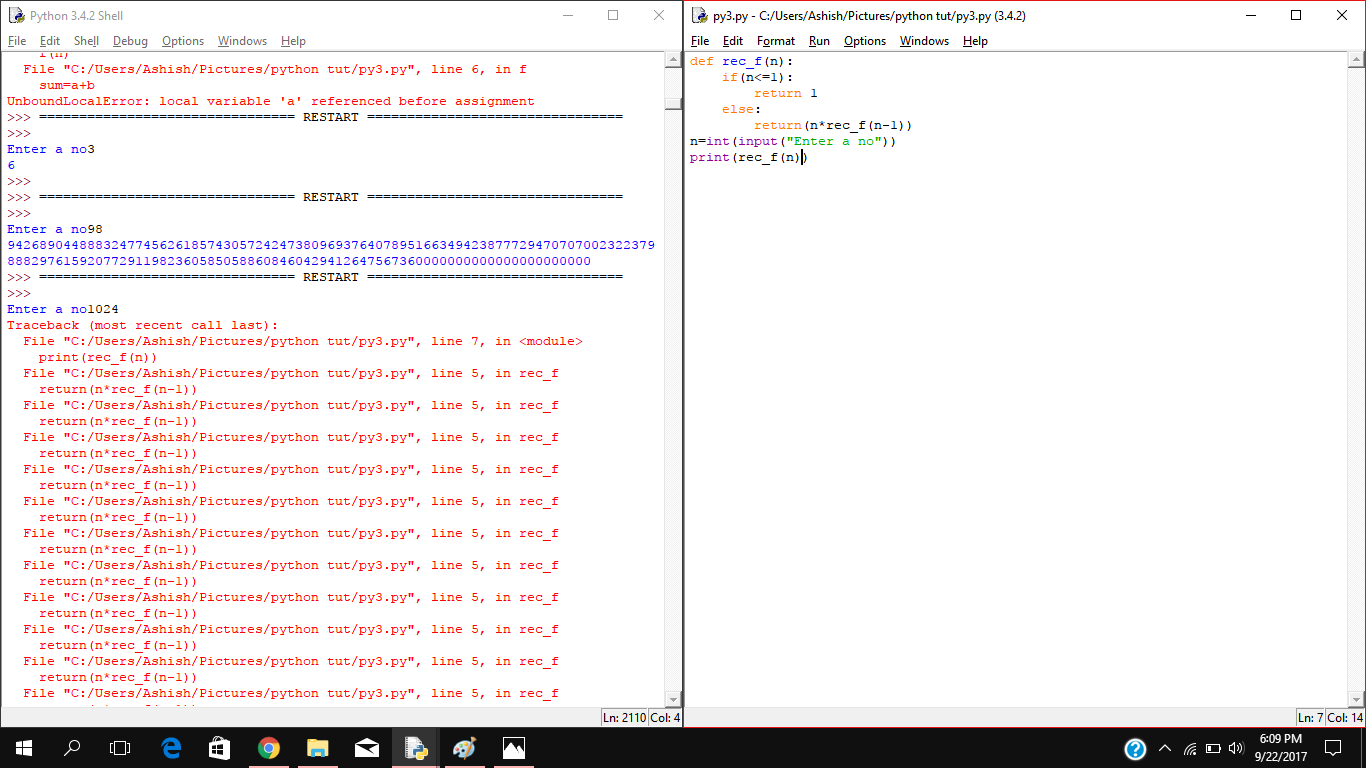 Python 3.4.2 Shell
File Edit Shell Debug Options Windows Help
f(n)
File "C:/Users/Ashish/Pictures/python tut/py3.py", line 6, in f
sum=a+b
UnboundLocalError: local variable 'a' referenced before assignment
>>> ================================ RESTART ================================
>>>
Enter a no3
6
>>>
>>> ================================ RESTART ================================
>>>
Enter a no98
942689044888324774562618574305724247380969376407895166349423877729470707002322379
8882976159207729119823605850588608460429412647567360000000000000000000000
>>> ================================ RESTART ================================
>>>
Enter a no1024
Traceback (most recent call last):
File "C:/Users/Ashish/Pictures/python tut/py3.py", line 7, in <module>
print(rec_f(n))
File "C:/Users/Ashish/Pictures/python tut/py3.py", line 5, in rec_f
return(n*rec_f(n-1))
File "C:/Users/Ashish/Pictures/python tut/py3.py", line 5, in rec_f
return(n*rec_f(n-1))
File "C:/Users/Ashish/Pictures/python tut/py3.py", line 5, in rec_f
return(n*rec_f(n-1))
File "C:/Users/Ashish/Pictures/python tut/py3.py", line 5, in rec_f
return(n*rec_f(n-1))
File "C:/Users/Ashish/Pictures/python tut/py3.py", line 5, in rec_f
return(n*rec_f(n-1))
File "C:/Users/Ashish/Pictures/python tut/py3.py", line 5, in rec_f
return(n*rec_f(n-1))
File "C:/Users/Ashish/Pictures/python tut/py3.py", line 5, in rec_f
return(n*rec_f(n-1))
File "C:/Users/Ashish/Pictures/python tut/py3.py", line 5, in rec_f
return(n*rec_f(n-1))
File "C:/Users/Ashish/Pictures/python tut/py3.py", line 5, in rec_f
return(n*rec_f(n-1))
File "C:/Users/Ashish/Pictures/python tut/py3.py", line 5, in rec_f
return(n*rec_f(n-1))
File "C:/Users/Ashish/Pictures/python tut/py3.py", line 5, in rec_f
Ln: 2110 Col: 4
py3.py - C:/Users/Ashish/Pictures/python tut/py3.py (3.4.2)
File Edit Format Run Options Windows Help
def rec_f(n):
if(n<=1):
return 1
else:
return(n*rec_f(n-1))
n=int(input("Enter a no"))
print(rec_f(n))
Ln: 7 Col: 14
6:09 PM
9/22/2017